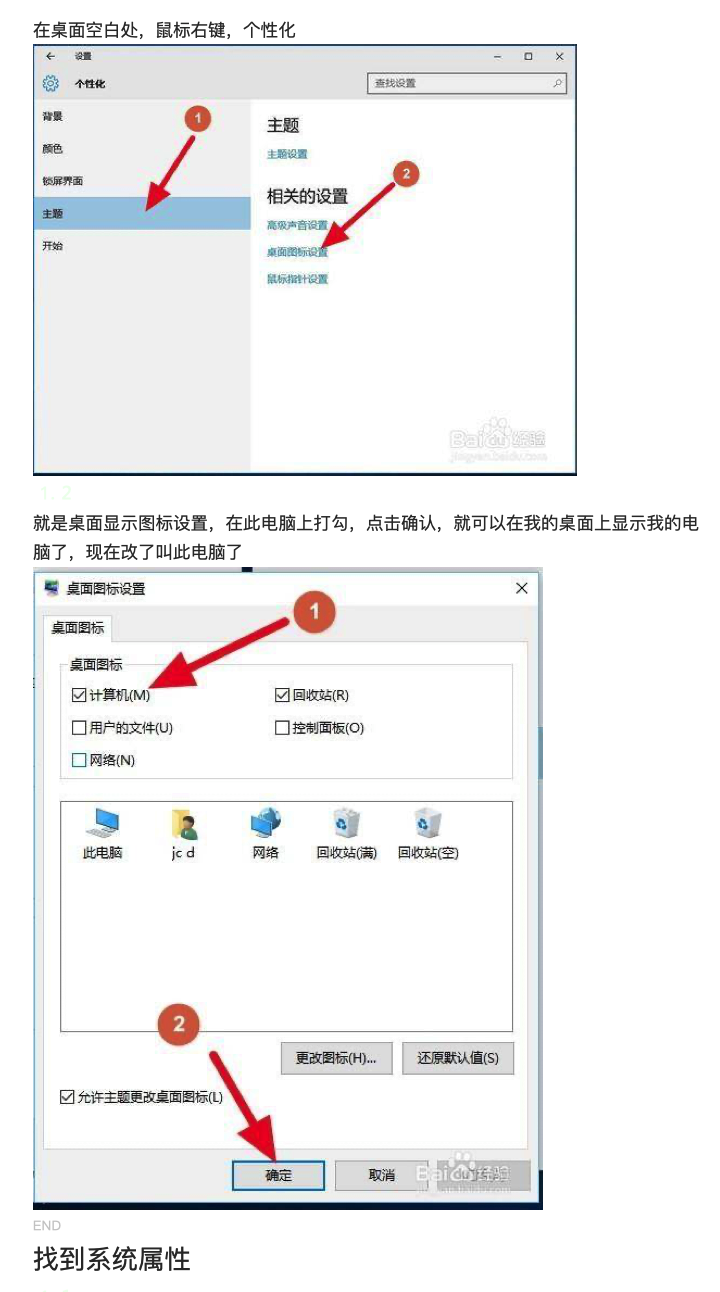 在桌面空白处，鼠标右键，个性化
设置
个性化
查找设置
背景
颜色
锁屏界面
主题
开始
1
主题
主题设置
2
相关的设置
高级声音设置
桌面图标设置
鼠标指针设置
Baidu经验
jingyan.baidu.com
1. 2
就是桌面显示图标设置，在此电脑上打勾，点击确认，就可以在我的桌面上显示我的电
脑了，现在改了叫此电脑了
桌面图标设置
1
桌面图标
桌面图标
计算机(M)
回收站(R)
用户的文件(U)
控制面板(O)
网络(N)
此电脑
jc d
网络
回收站(满)
回收站(空)
2
更改图标(H)...
还原默认值(S)
允许主题更改桌面图标(L)
确定
取消
Baidu经验
END
找到系统属性